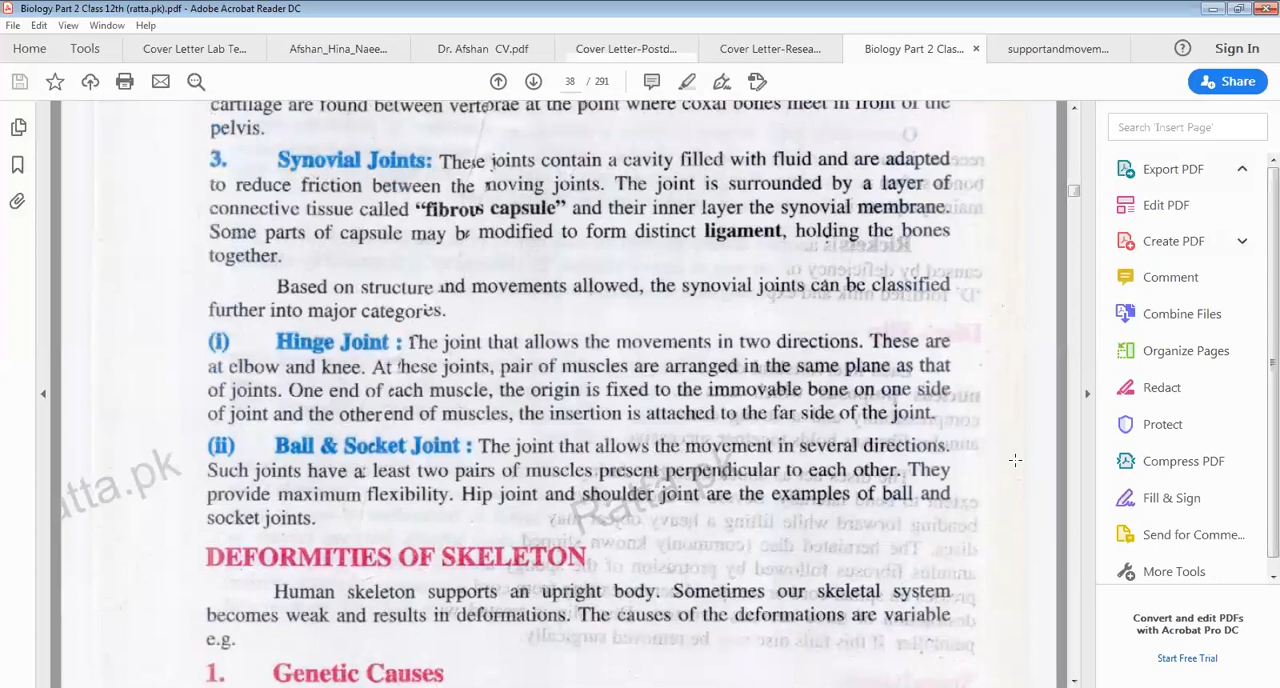 Biology Part 2 Class 12th (ratta.pk).pdf - Adobe Acrobat Reader DC
File Edit View Window Help
Home Tools Cover Letter Lab Te... Afshan_Hina_Naee... Dr. Afshan CV.pdf Cover Letter-Postd... Cover Letter-Resea... Biology Part 2 Clas... × supportandmovem... Sign In
38 / 291
Share
cartilage are found between vertebrae at the point where coxal bones meet in front of the
pelvis.
3. Synovial Joints: These joints contain a cavity filled with fluid and are adapted
to reduce friction between the moving joints. The joint is surrounded by a layer of
connective tissue called “fibrous capsule” and their inner layer the synovial membrane.
Some parts of capsule may be modified to form distinct ligament, holding the bones
together.
Based on structure and movements allowed, the synovial joints can be classified
further into major categories.
(i) Hinge Joint : The joint that allows the movements in two directions. These are
at elbow and knee. At these joints, pair of muscles are arranged in the same plane as that
of joints. One end of each muscle, the origin is fixed to the immovable bone on one side
of joint and the other end of muscles, the insertion is attached to the far side of the joint.
(ii) Ball & Socket Joint : The joint that allows the movement in several directions.
Such joints have a least two pairs of muscles present perpendicular to each other. They
provide maximum flexibility. Hip joint and shoulder joint are the examples of ball and
socket joints.
atta.pk
Ratta.pk
DEFORMITIES OF SKELETON
Human skeleton supports an upright body. Sometimes our skeletal system
becomes weak and results in deformations. The causes of the deformations are variable
e.g.
1. Genetic Causes
Search 'Insert Page'
Export PDF
Edit PDF
Create PDF
Comment
Combine Files
Organize Pages
Redact
Protect
Compress PDF
Fill & Sign
Send for Comme...
More Tools
Convert and edit PDFs
with Acrobat Pro DC
Start Free Trial